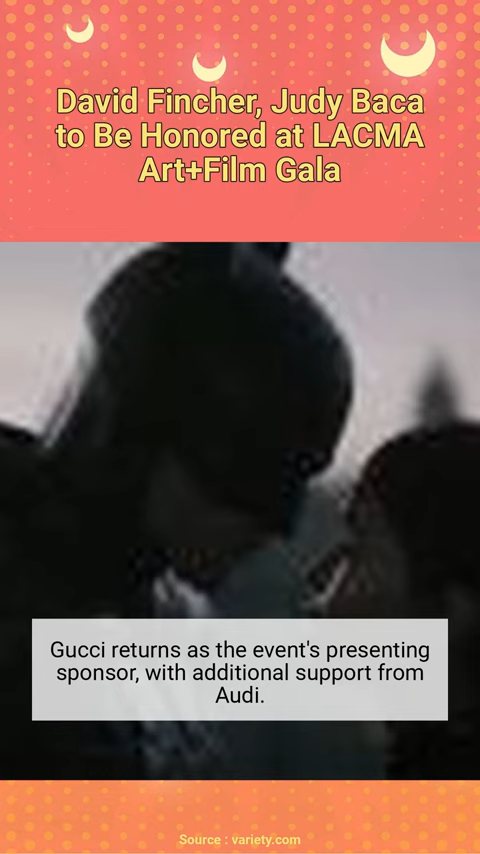 David Fincher, Judy Baca
to Be Honored at LACMA
Art+Film Gala
Gucci returns as the event's presenting
sponsor, with additional support from
Audi.
Source : variety.com